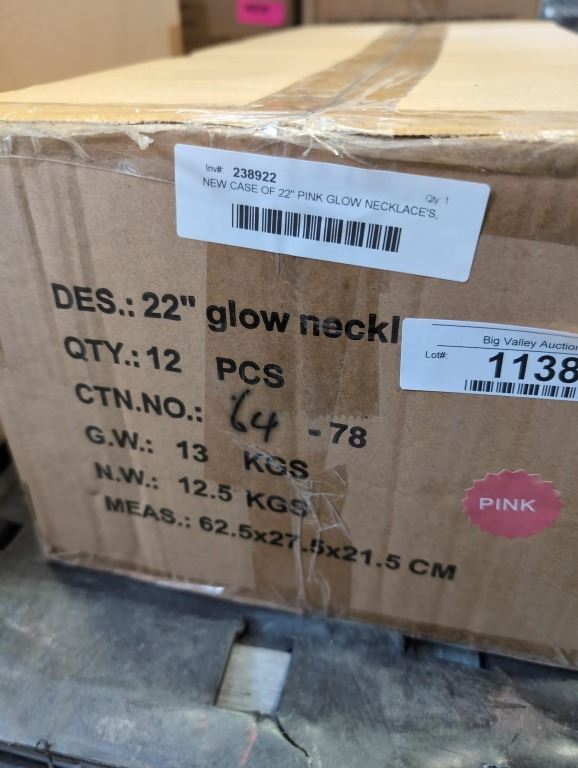 Inv# 238922 Qty 1
NEW CASE OF 22" PINK GLOW NECKLACE'S,
DES.: 22" glow neckl
Big Valley Auction
Lot#: 1138
QTY.: 12 PCS
CTN.NO.: 64 - 78
G.W.: 13 KGS
N.W.: 12.5 KGS
PINK
MEAS.: 62.5x27.5x21.5 CM